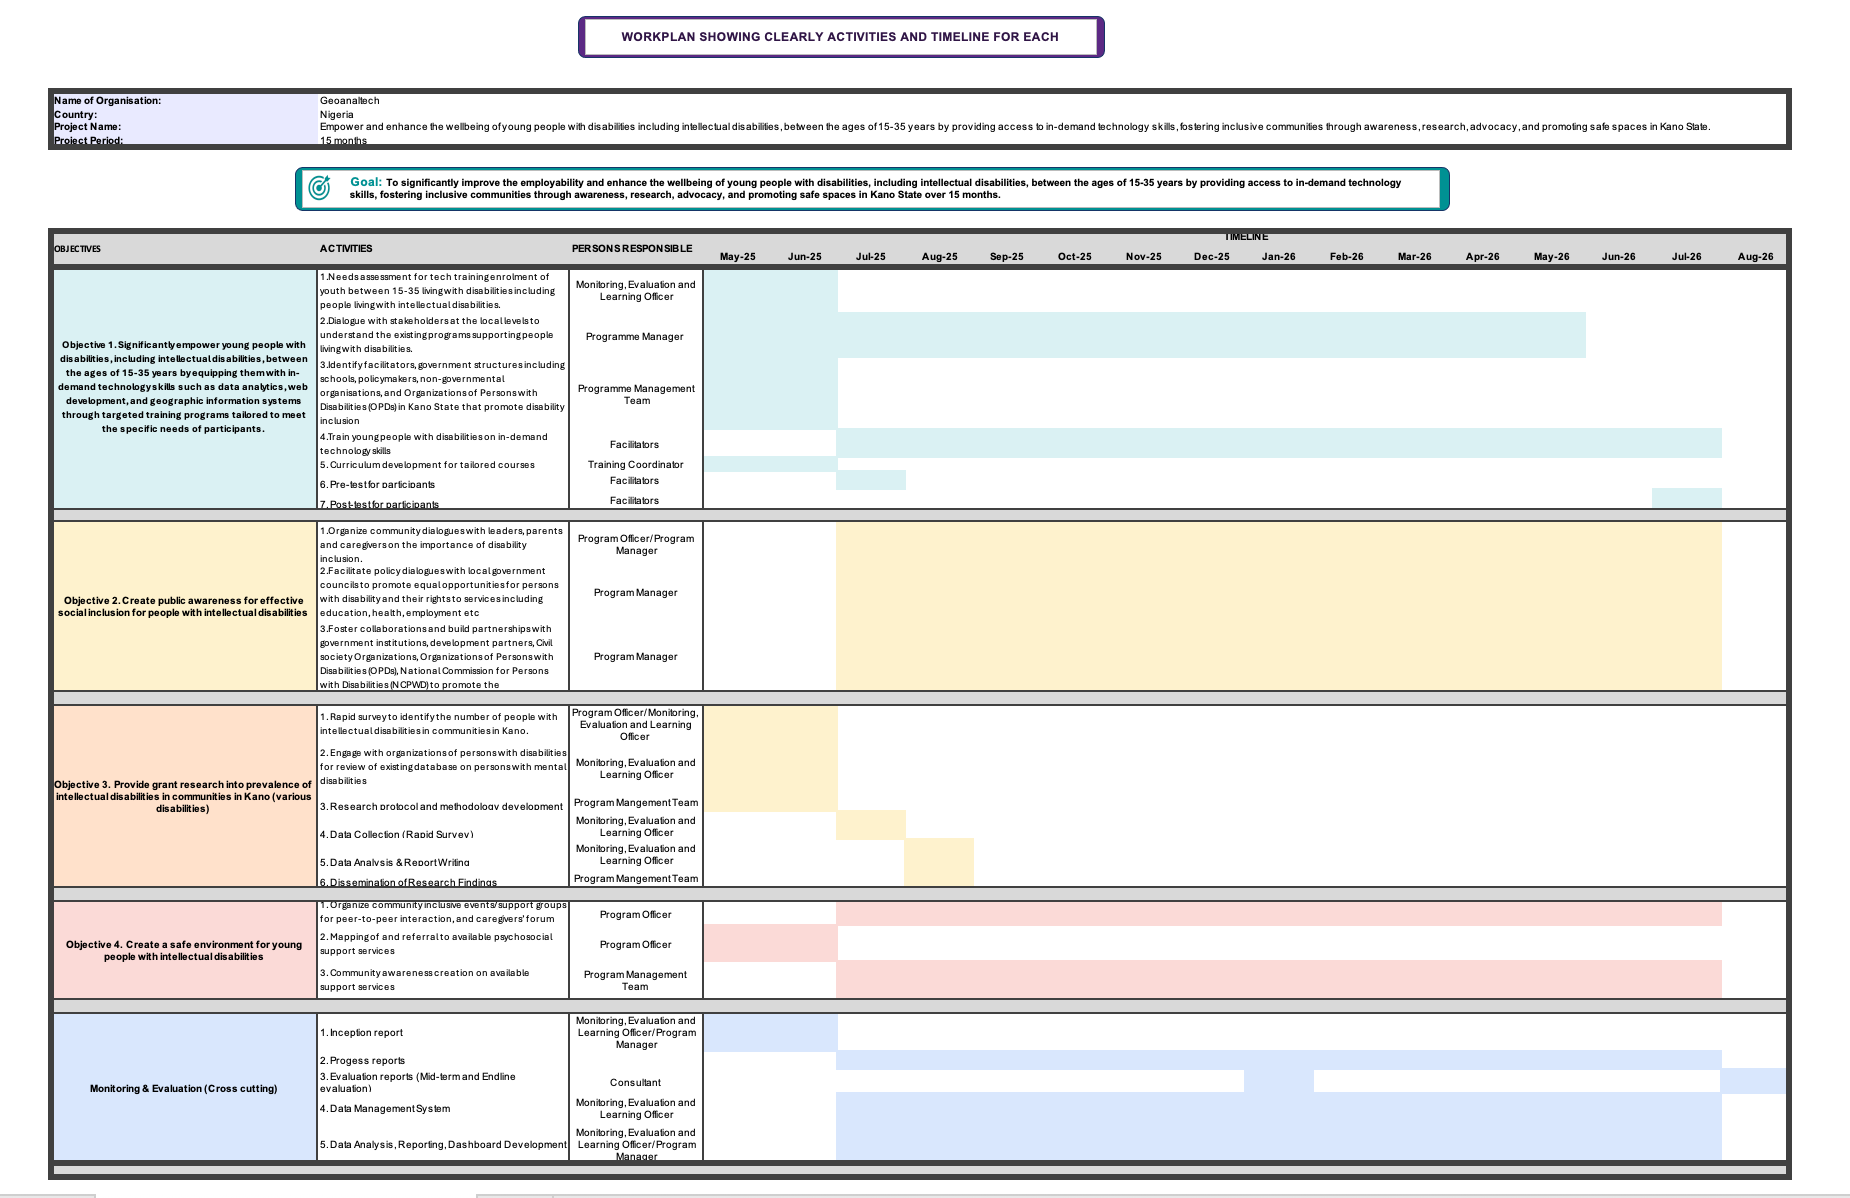 WORKPLAN SHOWING CLEARLY ACTIVITIES AND TIMELINE FOR EACH
Name of Organisation: Geoanaltech
Country: Nigeria
Project Name: Empower and enhance the wellbeing of young people with disabilities including intellectual disabilities, between the ages of 15-35 years by providing access to in-demand technology skills, fostering inclusive communities through awareness, research, advocacy, and promoting safe spaces in Kano State.
Project Period: 15 months
Goal: To significantly improve the employability and enhance the wellbeing of young people with disabilities, including intellectual disabilities, between the ages of 15-35 years by providing access to in-demand technology
skills, fostering inclusive communities through awareness, research, advocacy, and promoting safe spaces in Kano State over 15 months.
TIMELINE
OBJECTIVES ACTIVITIES PERSONS RESPONSIBLE
May-25 Jun-25 Jul-25 Aug-25 Sep-25 Oct-25 Nov-25 Dec-25 Jan-26 Feb-26 Mar-26 Apr-26 May-26 Jun-26 Jul-26 Aug-26
Objective 1. Significantly empower young people with
disabilities, including intellectual disabilities, between
the ages of 15-35 years by equipping them with in-
demand technology skills such as data analytics, web
development, and geographic information systems
through targeted training programs tailored to meet
the specific needs of participants.
1.Needs assessment for tech training enrolment of
youth between 15-35 living with disabilities including
people living with intellectual disabilities.
Monitoring, Evaluation and
Learning Officer
2.Dialogue with stakeholders at the local levels to
understand the existing programs supporting people
living with disabilities.
Programme Manager
3.Identify facilitators, government structures including
schools, policymakers, non-governmental
organisations, and Organizations of Persons with
Disabilities (OPDs) in Kano State that promote disability
inclusion
Programme Management
Team
4.Train young people with disabilities on in-demand
technology skills
Facilitators
5. Curriculum development for tailored courses
Training Coordinator
6. Pre-test for participants
Facilitators
7. Post-test for participants
Facilitators
Objective 2. Create public awareness for effective
social inclusion for people with intellectual disabilities
1.Organize community dialogues with leaders, parents
and caregivers on the importance of disability
inclusion.
Program Officer/Program
Manager
2.Facilitate policy dialogues with local government
councils to promote equal opportunities for persons
with disability and their rights to services including
education, health, employment etc
Program Manager
3.Foster collaborations and build partnerships with
government institutions, development partners, Civil
society Organizations, Organizations of Persons with
Disabilities (OPDs), National Commission for Persons
with Disabilities (NCPWD) to promote the
Program Manager
Objective 3. Provide grant research into prevalence of
intellectual disabilities in communities in Kano (various
disabilities)
1. Rapid survey to identify the number of people with
intellectual disabilities in communities in Kano.
Program Officer/Monitoring,
Evaluation and Learning
Officer
2. Engage with organizations of persons with disabilities
for review of existing database on persons with mental
disabilities
Monitoring, Evaluation and
Learning Officer
3. Research protocol and methodology development
Program Mangement Team
4. Data Collection (Rapid Survey)
Monitoring, Evaluation and
Learning Officer
5. Data Analysis & Report Writing
Monitoring, Evaluation and
Learning Officer
6. Dissemination of Research Findings
Program Mangement Team
Objective 4. Create a safe environment for young
people with intellectual disabilities
1. Organize community inclusive events/support groups
for peer-to-peer interaction, and caregivers' forum
Program Officer
2. Mapping of and referral to available psychosocial
support services
Program Officer
3. Community awareness creation on available
support services
Program Management
Team
Monitoring & Evaluation (Cross cutting)
1. Inception report
Monitoring, Evaluation and
Learning Officer/Program
Manager
2. Progess reports
3. Evaluation reports (Mid-term and Endline
evaluation)
Consultant
4. Data Management System
Monitoring, Evaluation and
Learning Officer
5. Data Analysis, Reporting, Dashboard Development
Monitoring, Evaluation and
Learning Officer/Program
Manager